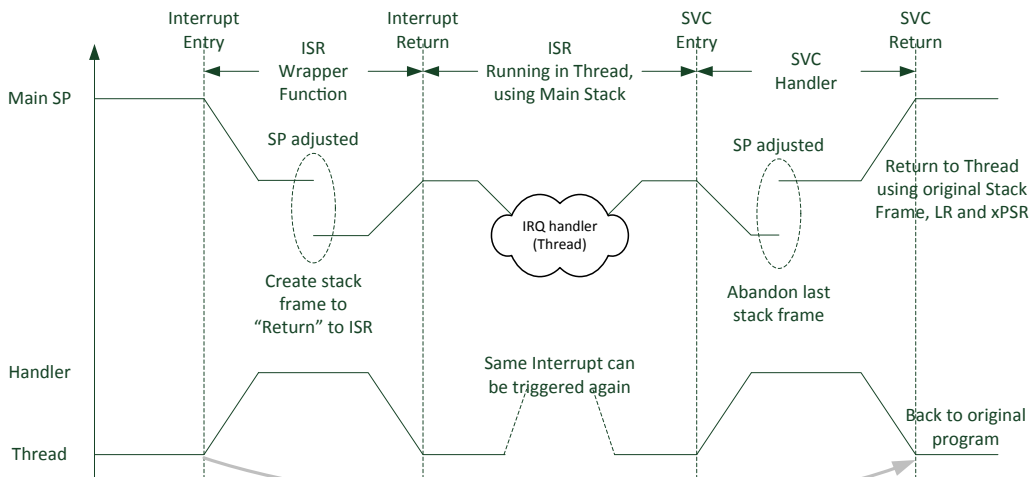 Interrupt
Entry
Interrupt
Return
SVC
Entry
SVC
Return
ISR
Wrapper
Function
ISR
Running in Thread,
using Main Stack
SVC
Handler
Main SP
SP adjusted
SP adjusted
Return to Thread
using original Stack
Frame, LR and xPSR
IRQ handler
(Thread)
Create stack
frame to
“Return” to ISR
Abandon last
stack frame
Handler
Same Interrupt can
be triggered again
Back to original
program
Thread